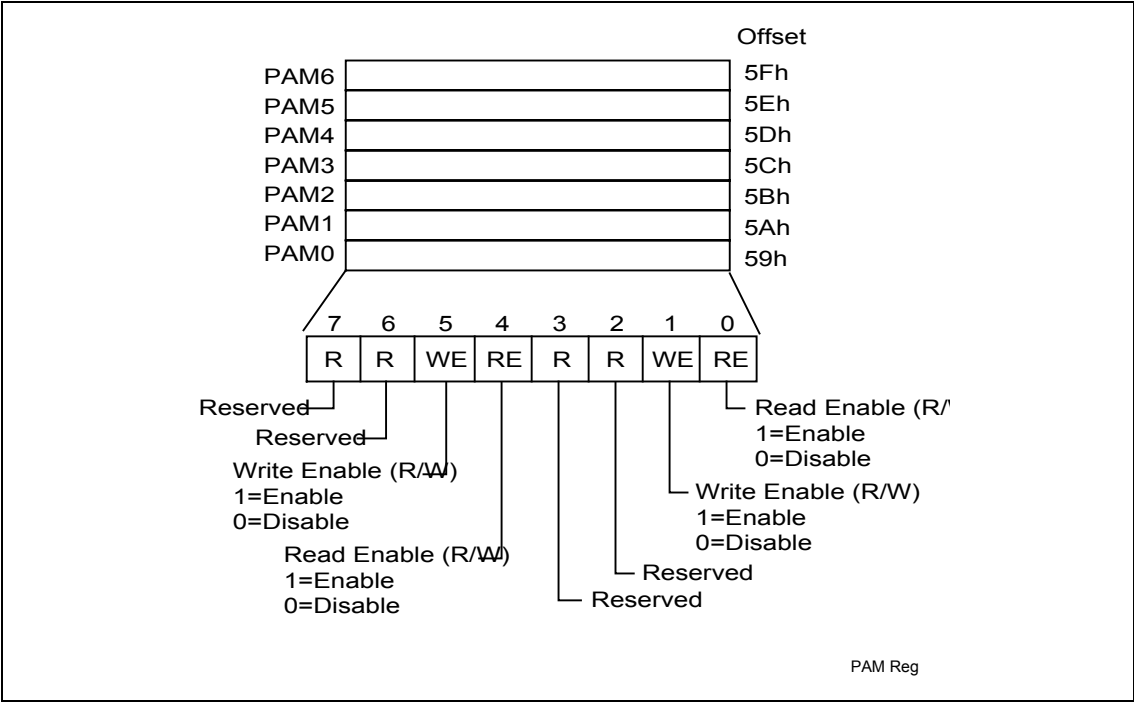 Offset
PAM6 5Fh
PAM5 5Eh
PAM4 5Dh
PAM3 5Ch
PAM2 5Bh
PAM1 5Ah
PAM0 59h
7 6 5 4 3 2 1 0
R R WE RE R R WE RE
Reserved
Reserved
Write Enable (R/W)
1=Enable
0=Disable
Read Enable (R/W)
1=Enable
0=Disable
Reserved
Reserved
Write Enable (R/W)
1=Enable
0=Disable
Read Enable (R/
1=Enable
0=Disable
PAM Reg